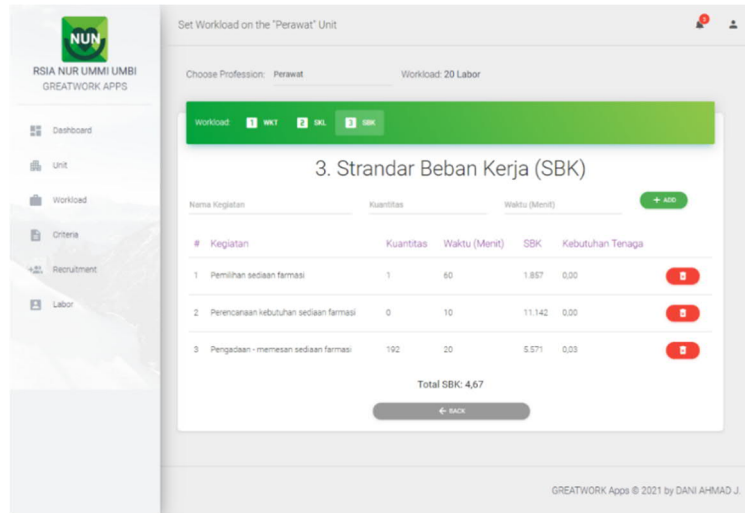 NUN
RSIA NUR UMMI UMBI
GREATWORK APPS
Dashboard
Unit
Workload
Criteria
Recruitment
Labor
Set Workload on the "Perawat" Unit
Choose Profession: Perawat Workload: 20 Labor
Workload: 1 WKT 2 SKL 3 SBK
3. Strandar Beban Kerja (SBK)
Nama Kegiatan Kuantitas Waktu (Menit) + ADD
# Kegiatan Kuantitas Waktu (Menit) SBK Kebutuhan Tenaga
1 Pemilihan sediaan farmasi 1 60 1.857 0,00
2 Perencanaan kebutuhan sediaan farmasi 0 10 11.142 0,00
3 Pengadaan - memesan sediaan farmasi 192 20 5.571 0,03
Total SBK: 4,67
← BACK
GREATWORK Apps © 2021 by DANI AHMAD J.